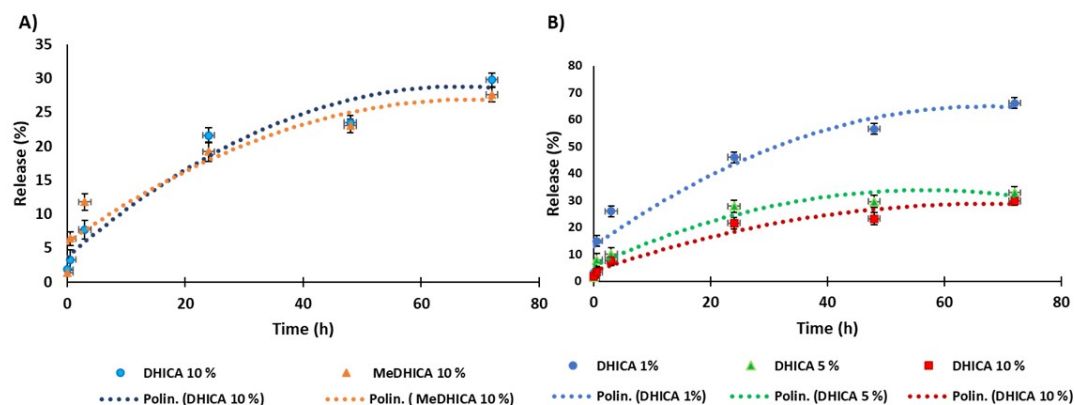 A)
35
30
25
20
15
10
5
0
Release (%)
0 20 40 60 80
Time (h)
DHICA 10 % MeDHICA 10 %
Polin. (DHICA 10 %) Polin. ( MeDHICA 10 %)
B)
80
70
60
50
40
30
20
10
0
Release (%)
0 20 40 60 80
Time (h)
DHICA 1% DHICA 5 % DHICA 10 %
Polin. (DHICA 1%) Polin. (DHICA 5 %) Polin. (DHICA 10 %)